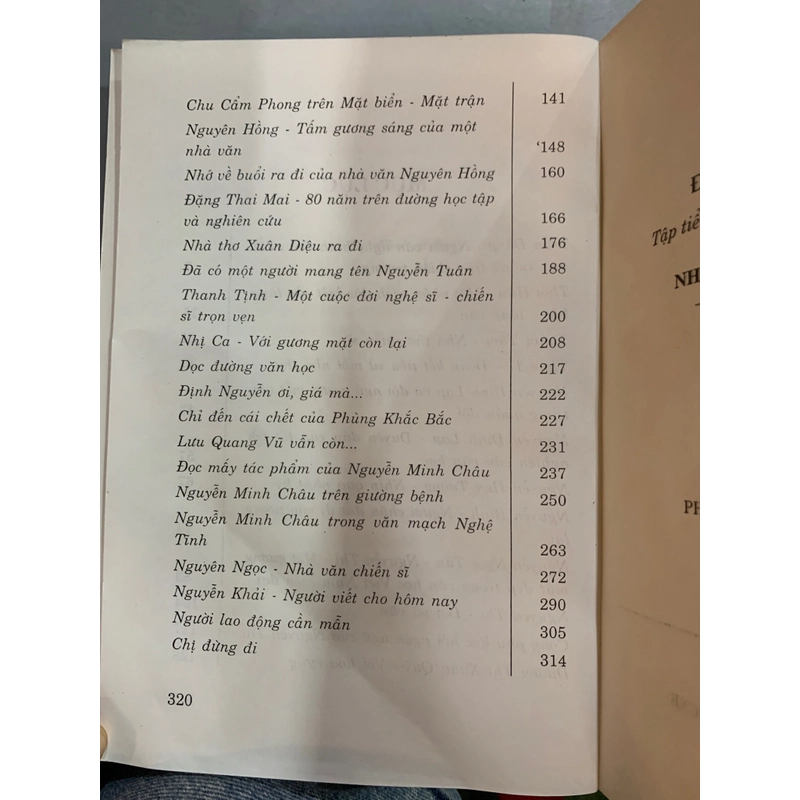 Chu Cẩm Phong trên Mặt biển - Mặt trận 141
Nguyên Hồng - Tấm gương sáng của một
nhà văn 148
Nhớ về buổi ra đi của nhà văn Nguyên Hồng 160
Đặng Thai Mai - 80 năm trên đường học tập
và nghiên cứu 166
Nhà thơ Xuân Diệu ra đi 176
Đã có một người mang tên Nguyễn Tuân 188
Thanh Tịnh - Một cuộc đời nghệ sĩ - chiến
sĩ trọn vẹn 200
Nhị Ca - Với gương mặt còn lại 208
Dọc đường văn học 217
Định Nguyễn ơi, giá mà... 222
Chỉ đến cái chết của Phùng Khắc Bắc 227
Lưu Quang Vũ vẫn còn... 231
Đọc mấy tác phẩm của Nguyễn Minh Châu 237
Nguyễn Minh Châu trên giường bệnh 250
Nguyễn Minh Châu trong văn mạch Nghệ
Tĩnh 263
Nguyên Ngọc - Nhà văn chiến sĩ 272
Nguyễn Khải - Người viết cho hôm nay 290
Người lao động cần mẫn 305
Chị đừng đi 314
320
Tập tiể
NH
PH